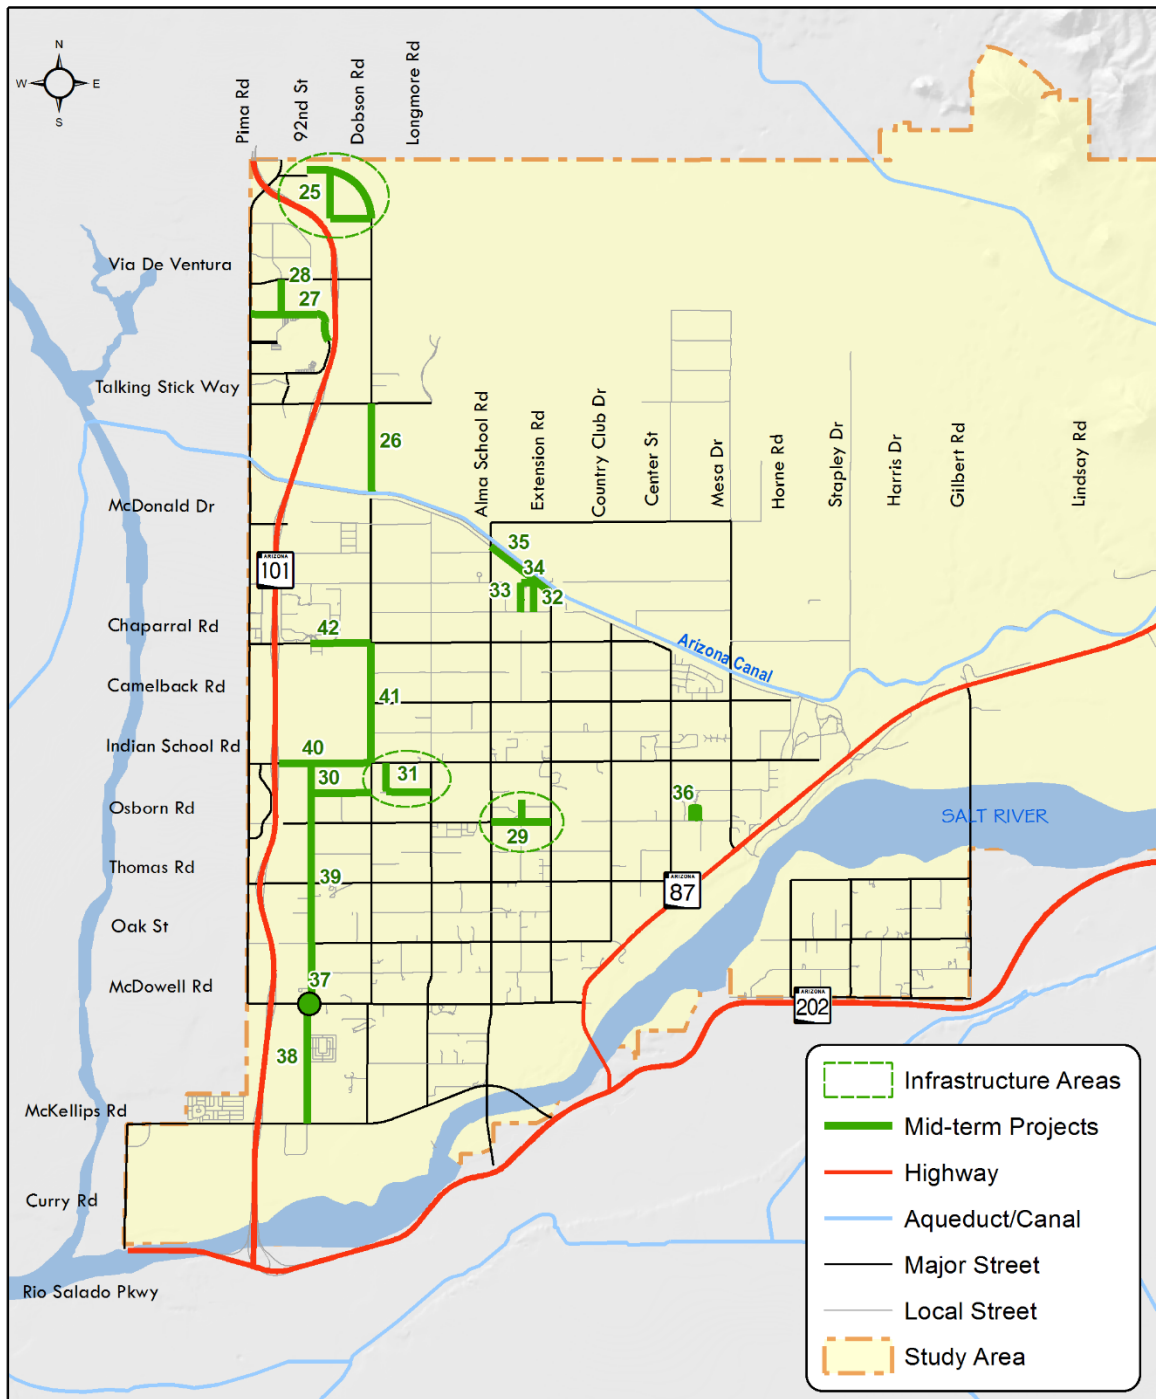 N
W
E
S
Pima Rd
92nd St
Dobson Rd
Longmore Rd
25
Via De Ventura
28
27
Talking Stick Way
26
Alma School Rd
Extension Rd
Country Club Dr
Center St
Mesa Dr
Horne Rd
Stapley Dr
Harris Dr
Gilbert Rd
Lindsay Rd
McDonald Dr
35
34
33
32
ARIZONA
101
Chaparral Rd
42
Arizona Canal
Camelback Rd
41
Indian School Rd
40
30
31
Osborn Rd
36
SALT RIVER
29
Thomas Rd
39
ARIZONA
87
Oak St
McDowell Rd
37
ARIZONA
202
38
McKellips Rd
Curry Rd
Rio Salado Pkwy
Infrastructure Areas
Mid-term Projects
Highway
Aqueduct/Canal
Major Street
Local Street
Study Area